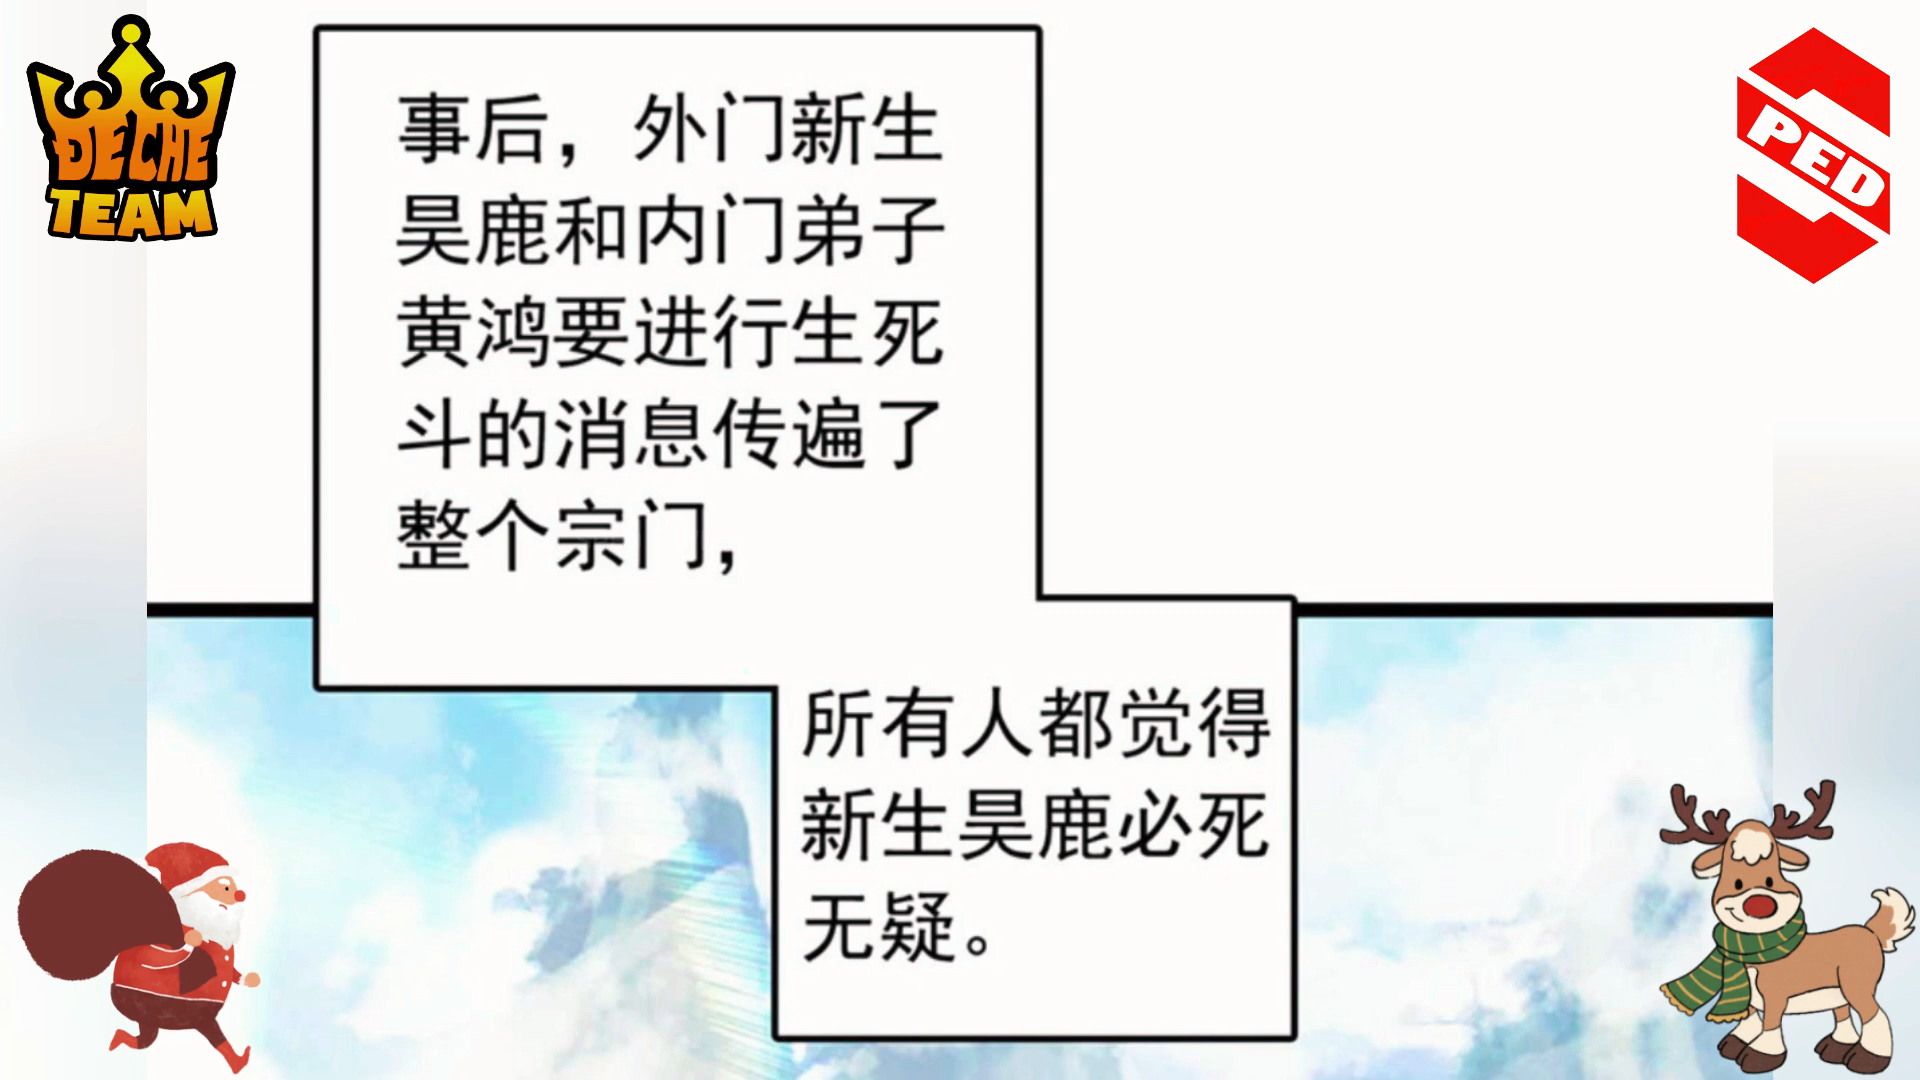 ĐECHE
TEAM
PED
事后，外门新生
昊鹿和内门弟子
黄鸿要进行生死
斗的消息传遍了
整个宗门，
所有人都觉得
新生昊鹿必死
无疑。